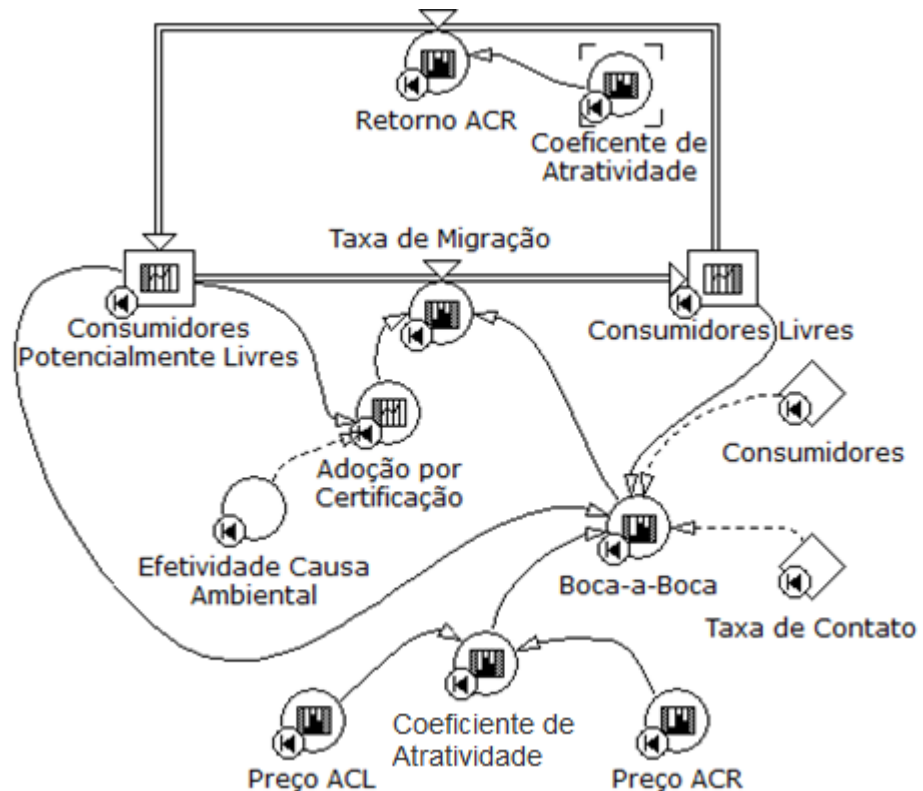 Retorno ACR
Coeficente de
Atratividade
Taxa de Migração
Consumidores
Potencialmente Livres
Consumidores Livres
Consumidores
Adoção por
Certificação
Efetividade Causa
Ambiental
Boca-a-Boca
Taxa de Contato
Coeficiente de
Atratividade
Preço ACL
Preço ACR